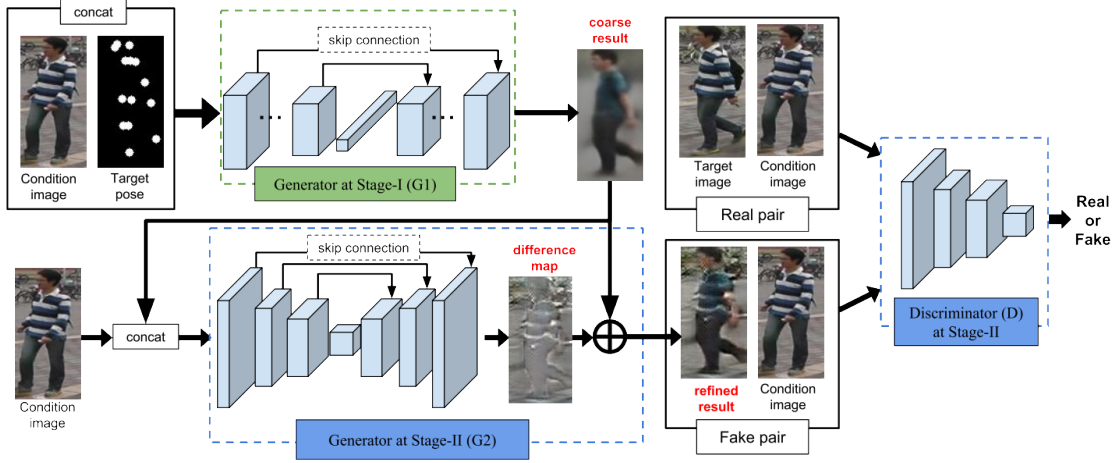 concat
Condition
image
Target
pose
skip connection
Generator at Stage-I (G1)
coarse
result
Target
image
Condition
image
Real pair
Condition
image
concat
skip connection
Generator at Stage-II (G2)
difference
map
refined
result
Condition
image
Fake pair
Discriminator (D)
at Stage-II
Real
or
Fake